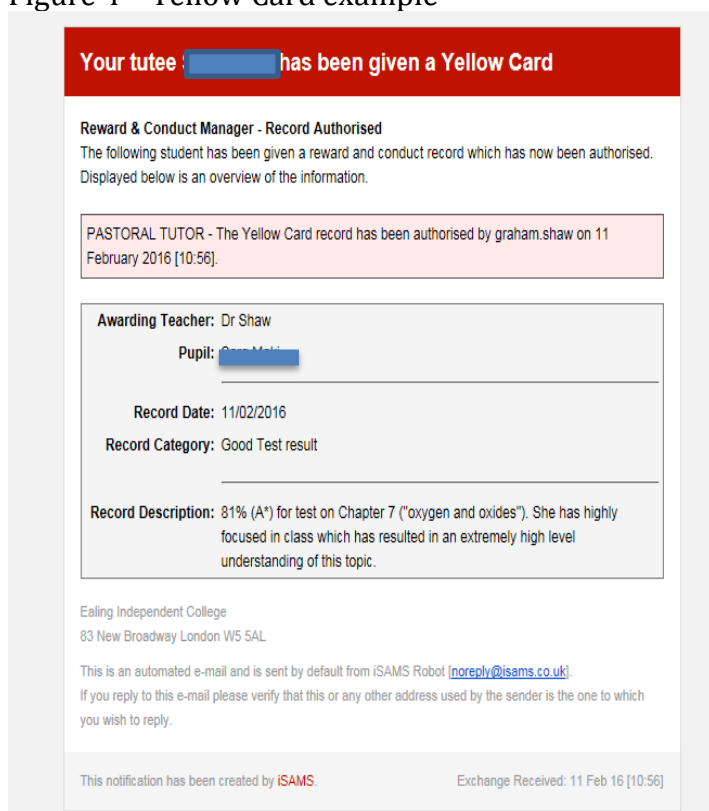 Figure 4 – Yellow Card example
Your tutee has been given a Yellow Card
Reward & Conduct Manager - Record Authorised
The following student has been given a reward and conduct record which has now been authorised.
Displayed below is an overview of the information.
PASTORAL TUTOR - The Yellow Card record has been authorised by graham.shaw on 11
February 2016 [10:56].
Awarding Teacher: Dr Shaw
Pupil:
Record Date: 11/02/2016
Record Category: Good Test result
Record Description: 81% (A*) for test on Chapter 7 ("oxygen and oxides"). She has highly
focused in class which has resulted in an extremely high level
understanding of this topic.
Ealing Independent College
83 New Broadway London W5 5AL
This is an automated e-mail and is sent by default from iSAMS Robot [noreply@isams.co.uk].
If you reply to this e-mail please verify that this or any other address used by the sender is the one to which
you wish to reply.
This notification has been created by iSAMS. Exchange Received: 11 Feb 16 [10:56]